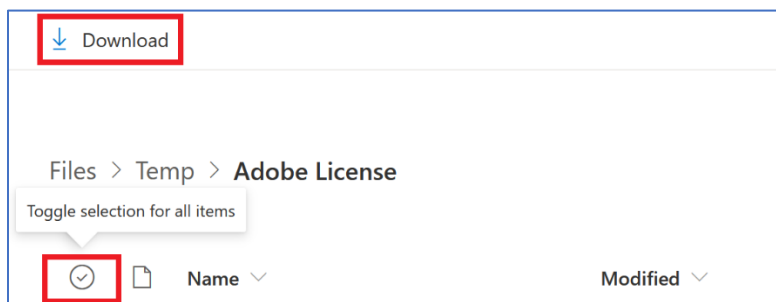 Download
Files > Temp > Adobe License
Toggle selection for all items
Name Modified